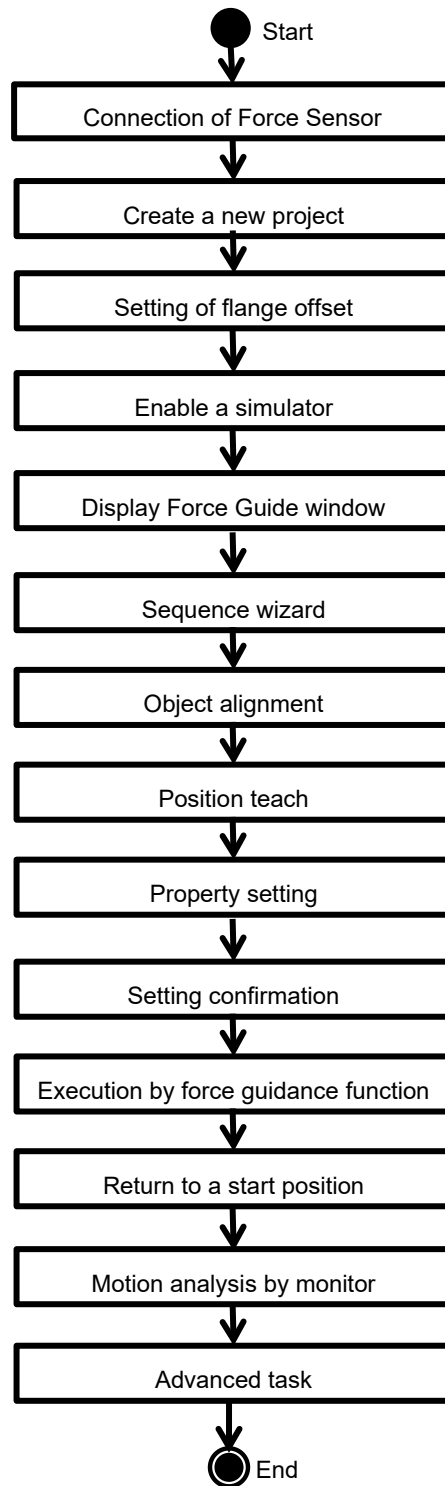 Start
Connection of Force Sensor
Create a new project
Setting of flange offset
Enable a simulator
Display Force Guide window
Sequence wizard
Object alignment
Position teach
Property setting
Setting confirmation
Execution by force guidance function
Return to a start position
Motion analysis by monitor
Advanced task
End